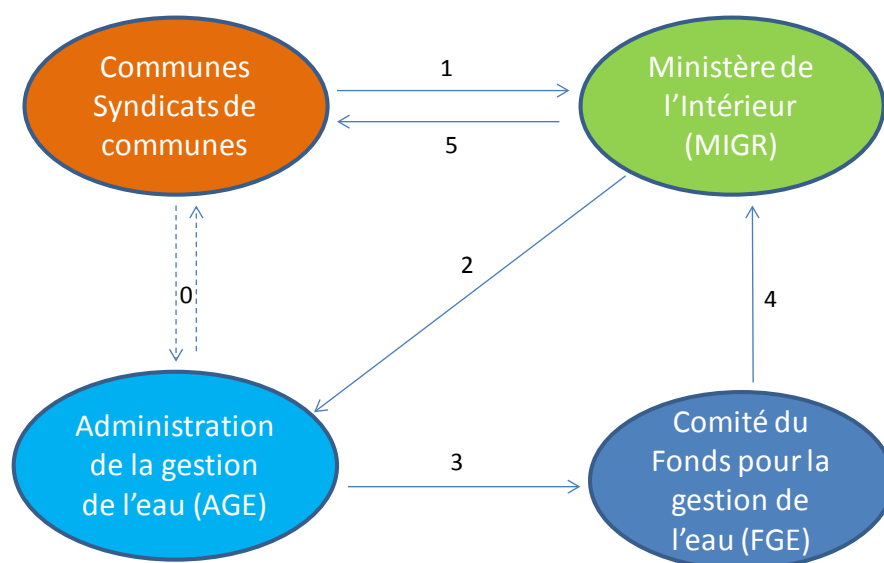 Communes
Syndicats de
communes
1
5
Ministère de
l'Intérieur
(MIGR)
0
2
4
Administration
de la gestion
de l'eau (AGE)
3
Comité du
Fonds pour la
gestion de
l'eau (FGE)